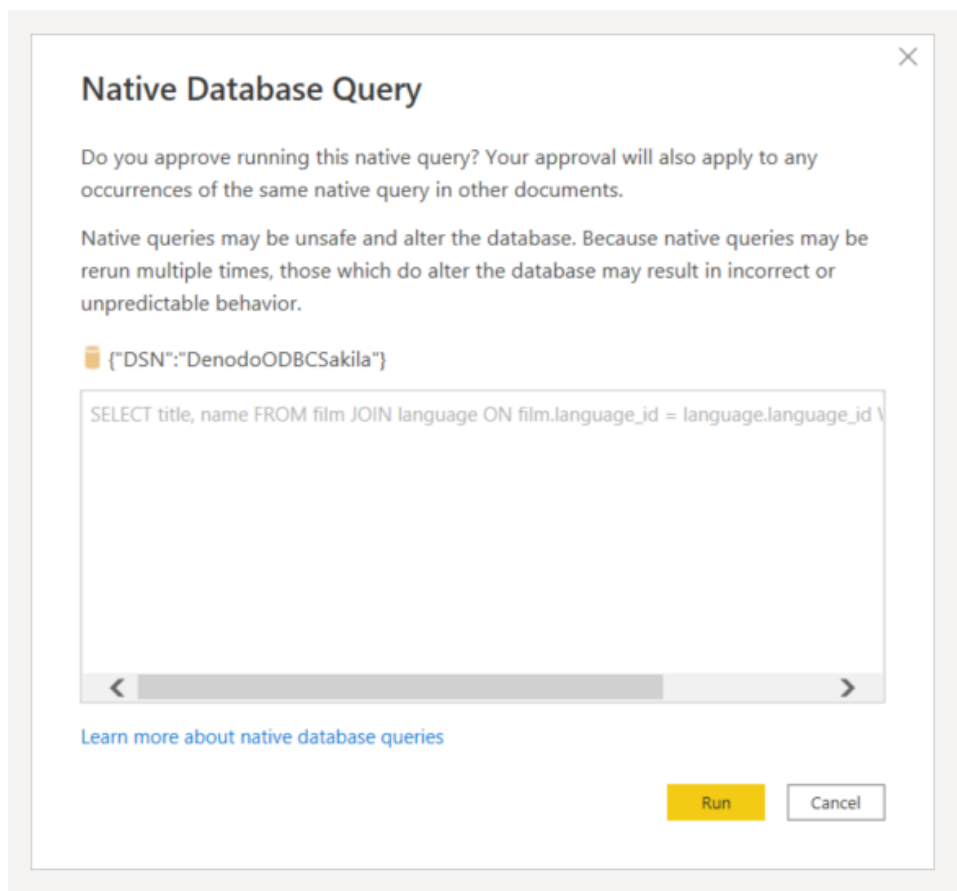 Native Database Query
Do you approve running this native query? Your approval will also apply to any
occurrences of the same native query in other documents.
Native queries may be unsafe and alter the database. Because native queries may be
rerun multiple times, those which do alter the database may result in incorrect or
unpredictable behavior.
{"DSN":"DenodoODBCSakila"}
SELECT title, name FROM film JOIN language ON film.language_id = language.language_id
Learn more about native database queries
Run Cancel